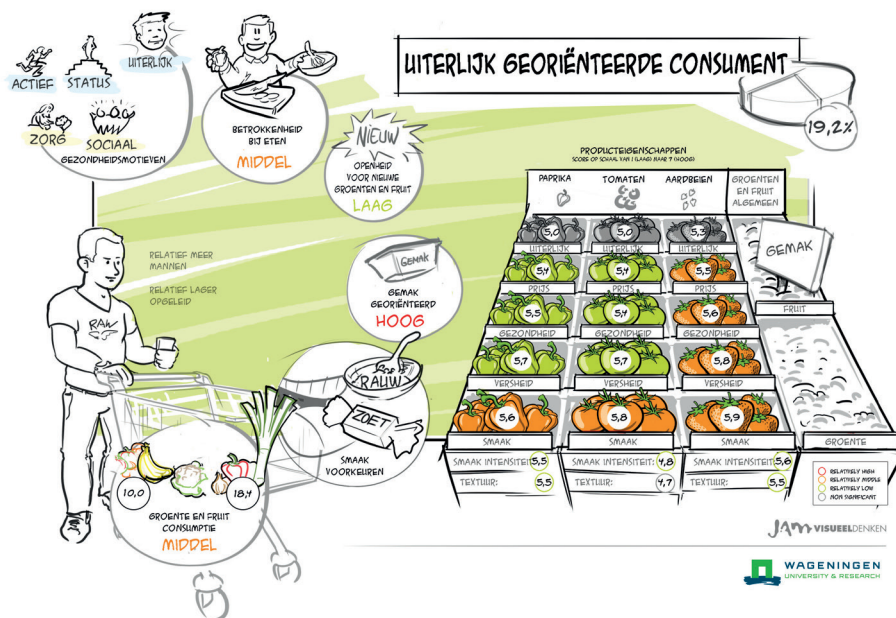 UITERLIJK GEORIËNTEERDE CONSUMENT
19,2%
ACTIEF
STATUS
UITERLIJK
ZORG
SOCIAAL
GEZONDHEIDSMOTIEVEN
BETROKKENHEID
BIJ ETEN
MIDDEL
NIEUW
OPENHEID
VOOR NIEUWE
GROENTEN EN FRUIT
LAAG
RELATIEF MEER
MANNEN
RELATIEF LAGER
OPGELEID
RAW
GEMAK
GEMAK
GEORIËNTEERD
HOOG
RAUW
ZOET
SMAAK
VOORKEUREN
10,0
18,4
GROENTE EN FRUIT
CONSUMPTIE
MIDDEL
PRODUCTEIGENSCHAPPEN
SCORE OP SCHAAL VAN 1 (LAAG) NAAR 7 (HOOG)
PAPRIKA TOMATEN AARDBEIEN
GROENTEN
EN FRUIT
ALGEMEEN
5,0 5,0 5,3
UITERLIJK UITERLIJK UITERLIJK
5,4 5,4 5,5
PRIJS PRIJS PRIJS
5,5 5,4 5,6
GEZONDHEID GEZONDHEID GEZONDHEID
5,7 5,7 5,8
VERSHEID VERSHEID VERSHEID
5,6 5,8 5,9
SMAAK SMAAK SMAAK
SMAAK INTENSITEIT: 5,5 SMAAK INTENSITEIT: 4,8 SMAAK INTENSITEIT: 5,6
TEXTUUR: 5,5 TEXTUUR: 4,7 TEXTUUR: 5,5
GEMAK
FRUIT
GROENTE
RELATIVELY HIGH
RELATIVELY MIDDLE
RELATIVELY LOW
NON SIGNIFICANT
JAM VISUEELDENKEN
WAGENINGEN
UNIVERSITY & RESEARCH